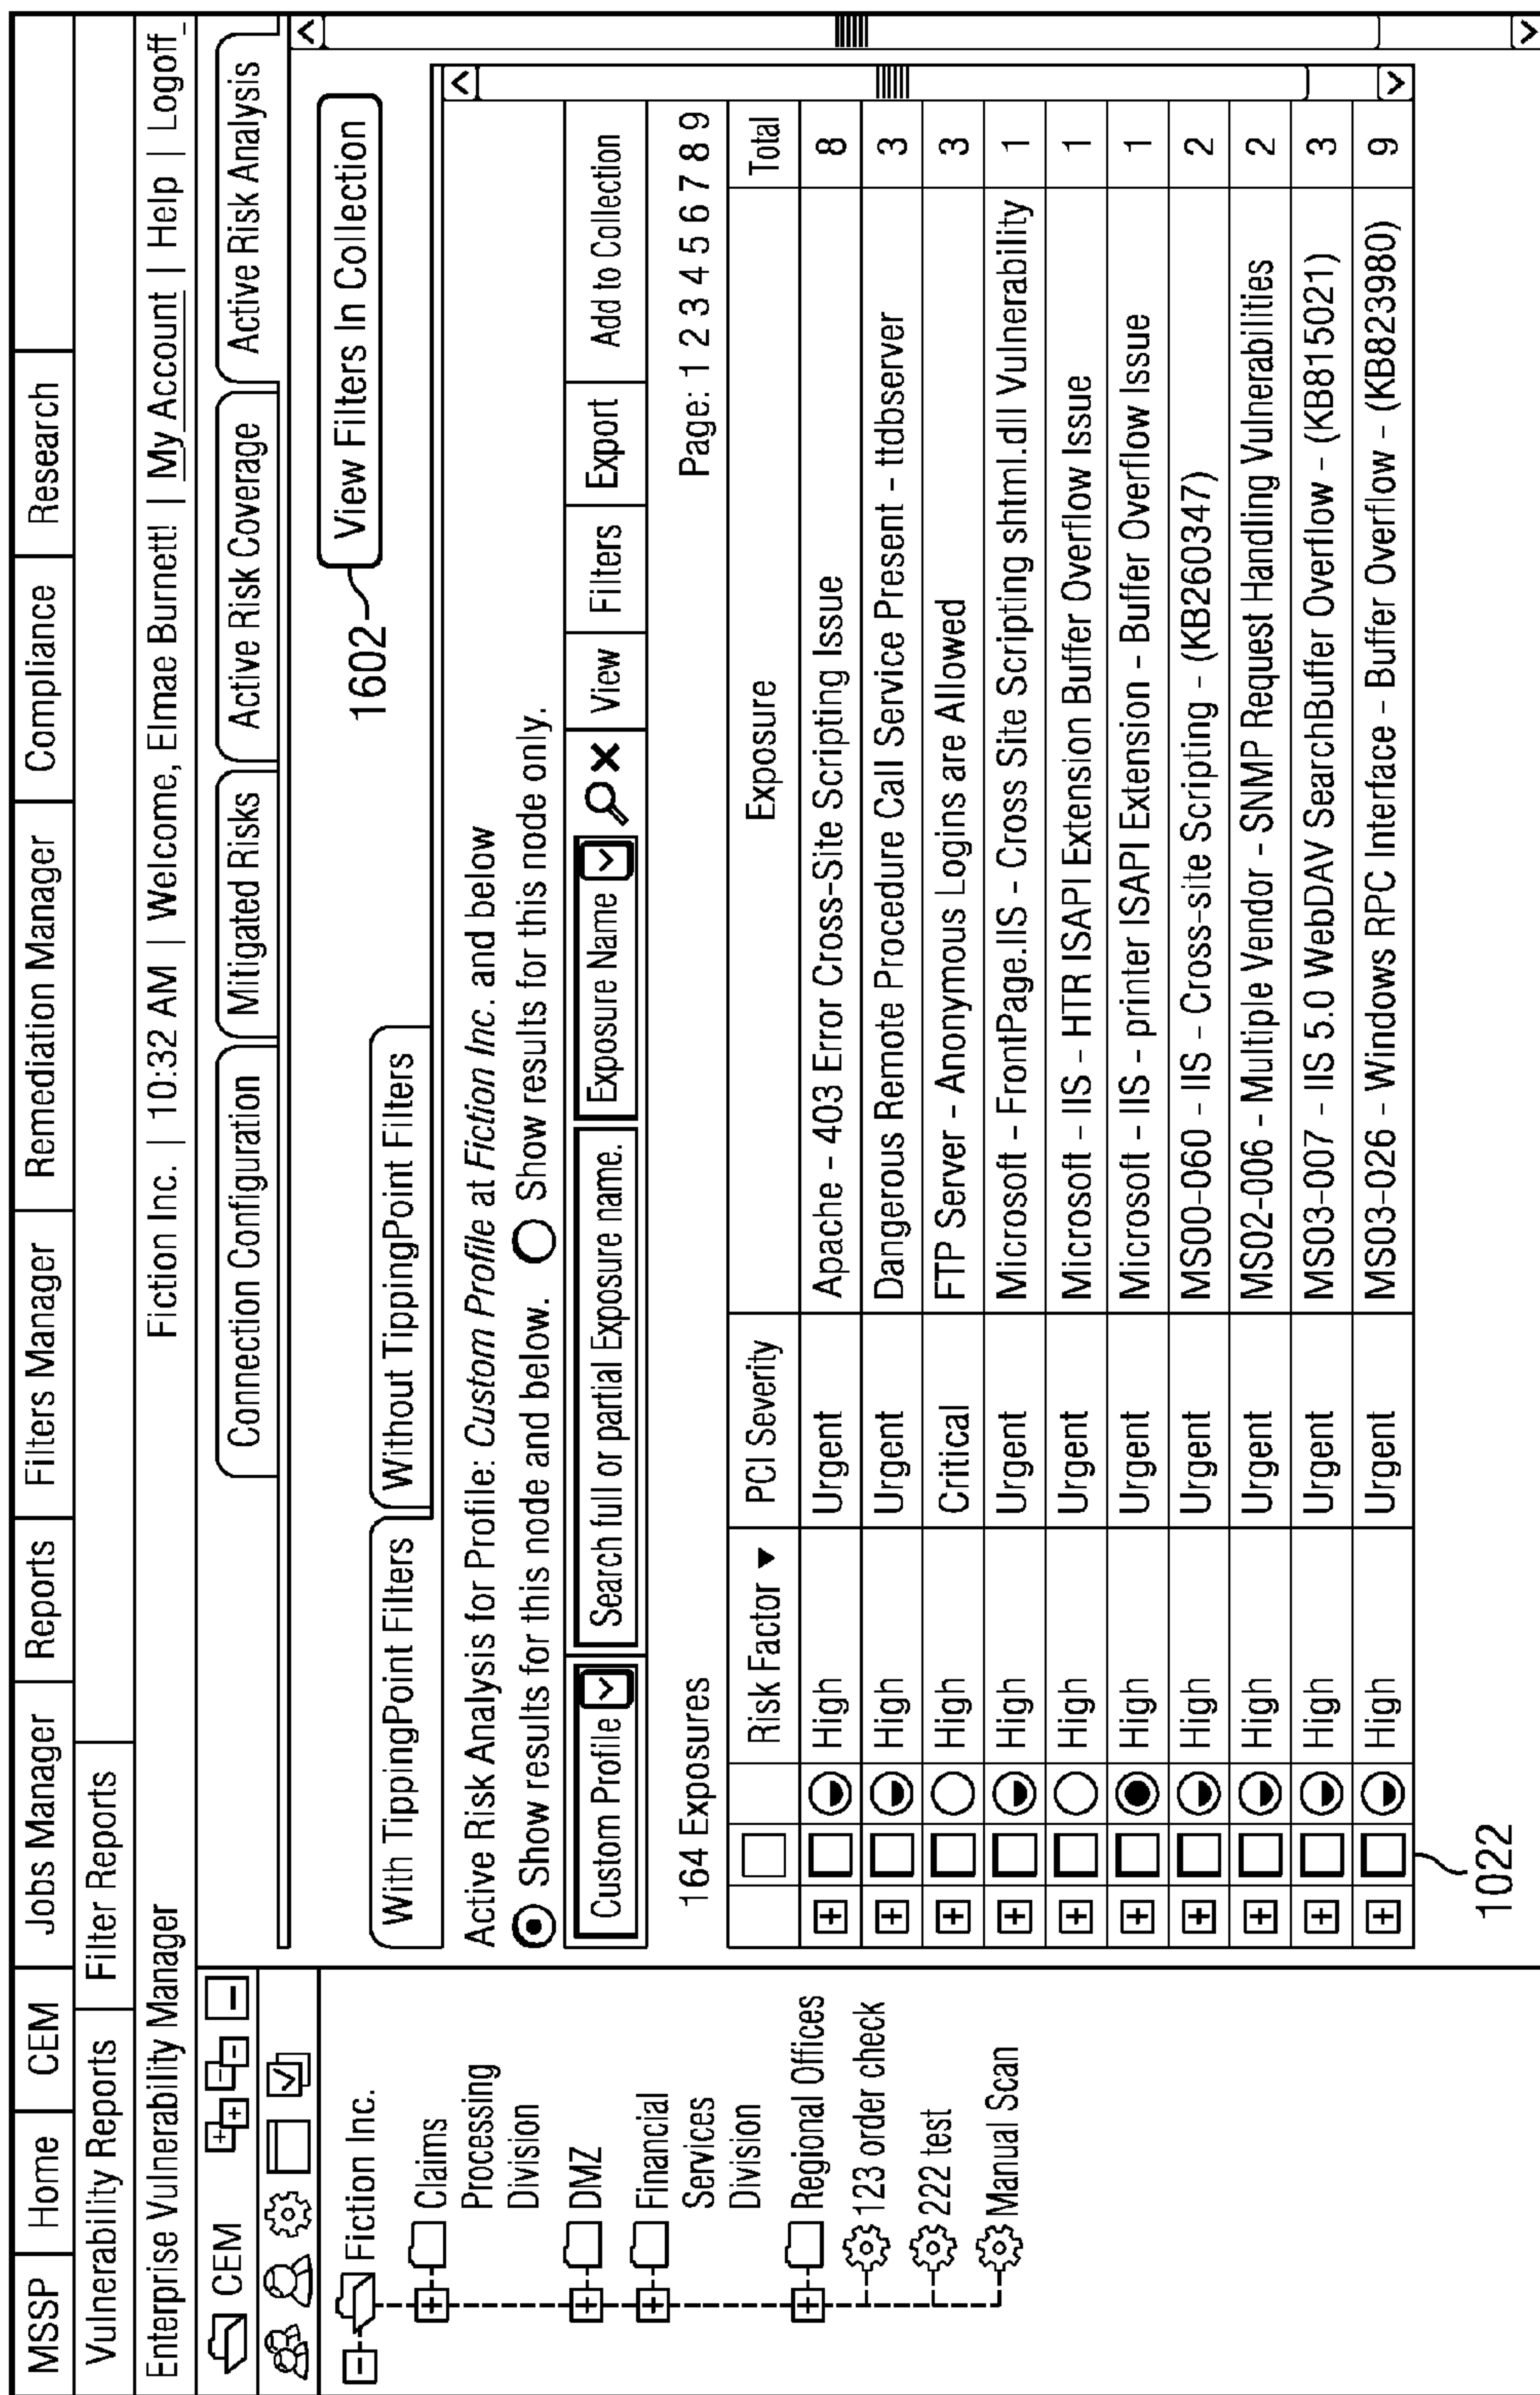 MSSP Home CEM Jobs Manager Reports Filters Manager Remediation Manager Compliance Research
Vulnerability Reports Filter Reports
Enterprise Vulnerability Manager Fiction Inc. | 10:32 AM | Welcome, Elmae Burnett! | My Account | Help | Logoff
CEM
Fiction Inc.
Claims
Processing
Division
DMZ
Financial
Services
Division
Regional Offices
123 order check
222 test
Manual Scan
Connection Configuration Mitigated Risks Active Risk Coverage Active Risk Analysis
1602 View Filters In Collection
With TippingPoint Filters Without TippingPoint Filters
Active Risk Analysis for Profile: Custom Profile at Fiction Inc. and below
Show results for this node and below. Show results for this node only.
Custom Profile Search full or partial Exposure name. Exposure Name View Filters Export Add to Collection
164 Exposures Page: 1 2 3 4 5 6 7 8 9
Risk Factor PCI Severity Exposure Total
High Urgent Apache - 403 Error Cross-Site Scripting Issue 8
High Urgent Dangerous Remote Procedure Call Service Present - ttdbserver 3
High Critical FTP Server - Anonymous Logins are Allowed 3
High Urgent Microsoft - FrontPage.IIS - Cross Site Scripting shtml.dll Vulnerability 1
High Urgent Microsoft - IIS - HTR ISAPI Extension Buffer Overflow Issue 1
High Urgent Microsoft - IIS - printer ISAPI Extension - Buffer Overflow Issue 1
High Urgent MS00-060 - IIS - Cross-site Scripting - (KB260347) 2
High Urgent MS02-006 - Multiple Vendor - SNMP Request Handling Vulnerabilities 2
High Urgent MS03-007 - IIS 5.0 WebDAV SearchBuffer Overflow - (KB815021) 3
High Urgent MS03-026 - Windows RPC Interface - Buffer Overflow - (KB823980) 9
1022